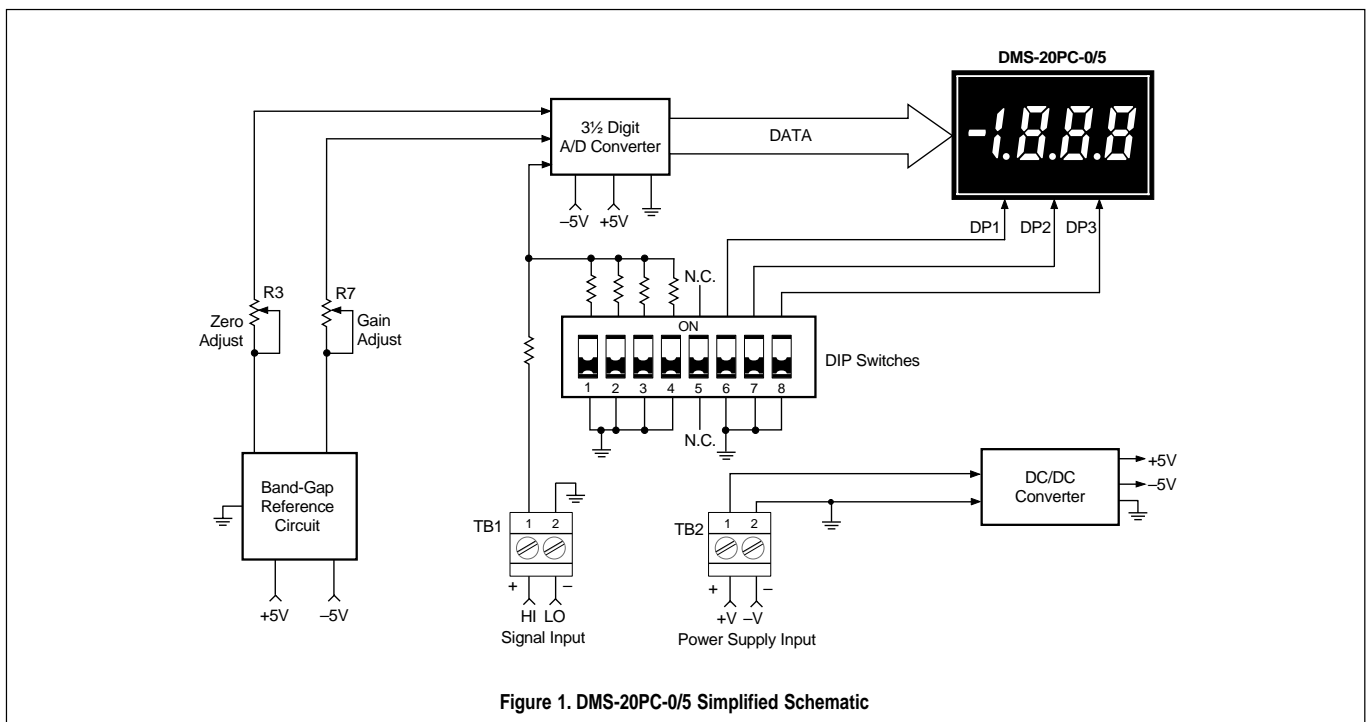 DMS-20PC-0/5
3½ Digit
A/D Converter
DATA
-1.8.8.8
–5V
+5V
DP1
DP2
DP3
N.C.
R3
Zero
Adjust
R7
Gain
Adjust
ON
1 2 3 4 5 6 7 8
DIP Switches
N.C.
Band-Gap
Reference
Circuit
+5V
–5V
TB1
1 2
+ –
HI LO
Signal Input
TB2
1 2
+ –
+V –V
Power Supply Input
DC/DC
Converter
+5V
–5V
Figure 1. DMS-20PC-0/5 Simplified Schematic